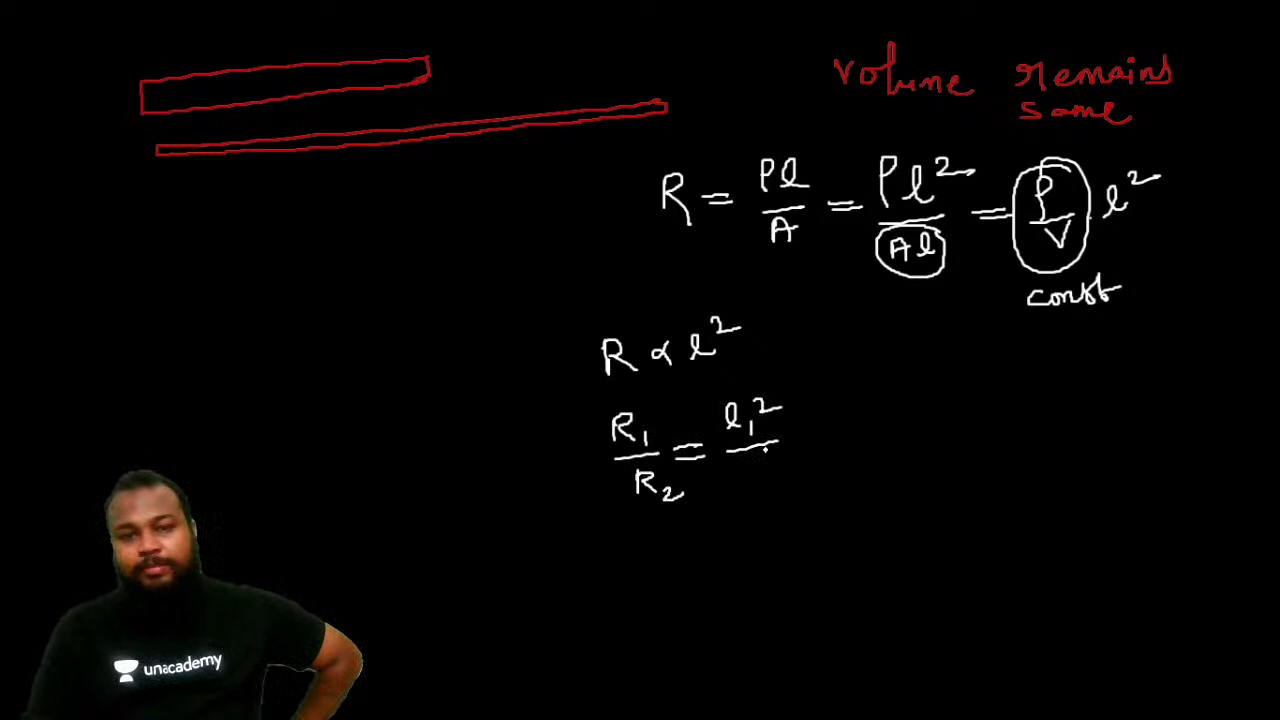 volume remains
same
R = ρl/A = ρl²/Al = ρ/V . l²
const
R ∝ l²
R₁/R₂ = l₁²/
unacademy